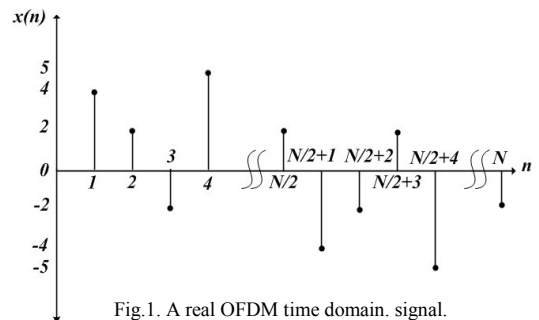 x(n)
5
4
2
0
-2
-4
-5
1 2 3 4 N/2 N/2+1 N/2+2 N/2+3 N/2+4 N n
Fig.1. A real OFDM time domain. signal.